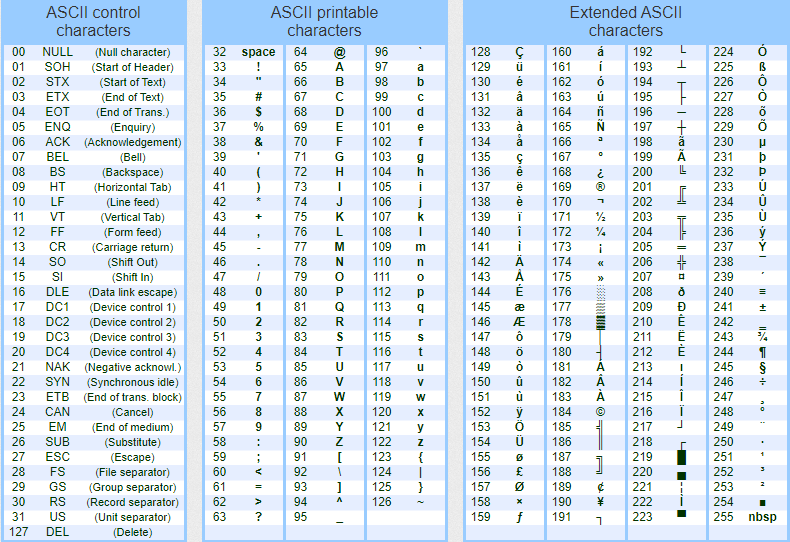 ASCII control characters
ASCII printable characters
Extended ASCII characters
00 NULL (Null character) 32 space 64 @ 96 ` 128 Ç 160 á 192 └ 224 Ó
01 SOH (Start of Header) 33 ! 65 A 97 a 129 ü 161 í 193 ┴ 225 ß
02 STX (Start of Text) 34 " 66 B 98 b 130 é 162 ó 194 ┬ 226 Ô
03 ETX (End of Text) 35 # 67 C 99 c 131 â 163 ú 195 ├ 227 Ò
04 EOT (End of Trans.) 36 $ 68 D 100 d 132 ä 164 ñ 196 ─ 228 õ
05 ENQ (Enquiry) 37 % 69 E 101 e 133 à 165 Ñ 197 ┼ 229 Õ
06 ACK (Acknowledgement) 38 & 70 F 102 f 134 å 166 ª 198 ã 230 µ
07 BEL (Bell) 39 ' 71 G 103 g 135 ç 167 º 199 Ã 231 þ
08 BS (Backspace) 40 ( 72 H 104 h 136 ê 168 ¿ 200 ╚ 232 Þ
09 HT (Horizontal Tab) 41 ) 73 I 105 i 137 ë 169 ® 201 ╔ 233 Ú
10 LF (Line feed) 42 * 74 J 106 j 138 è 170 ¬ 202 ╩ 234 Û
11 VT (Vertical Tab) 43 + 75 K 107 k 139 ï 171 ½ 203 ╦ 235 Ù
12 FF (Form feed) 44 , 76 L 108 l 140 î 172 ¼ 204 ╠ 236 ý
13 CR (Carriage return) 45 - 77 M 109 m 141 ì 173 ¡ 205 ═ 237 Ý
14 SO (Shift Out) 46 . 78 N 110 n 142 Ä 174 « 206 ╬ 238 ¯
15 SI (Shift In) 47 / 79 O 111 o 143 Å 175 » 207 ¤ 239 ´
16 DLE (Data link escape) 48 0 80 P 112 p 144 É 176 ░ 208 ð 240 ≡
17 DC1 (Device control 1) 49 1 81 Q 113 q 145 æ 177 ▒ 209 Ð 241 ±
18 DC2 (Device control 2) 50 2 82 R 114 r 146 Æ 178 ▓ 210 Ê 242 ‗
19 DC3 (Device control 3) 51 3 83 S 115 s 147 ô 179 │ 211 Ë 243 ¾
20 DC4 (Device control 4) 52 4 84 T 116 t 148 ö 180 ┤ 212 È 244 ¶
21 NAK (Negative acknowl.) 53 5 85 U 117 u 149 ò 181 Á 213 ı 245 §
22 SYN (Synchronous idle) 54 6 86 V 118 v 150 û 182 Â 214 Í 246 ÷
23 ETB (End of trans. block) 55 7 87 W 119 w 151 ù 183 À 215 Î 247 ¸
24 CAN (Cancel) 56 8 88 X 120 x 152 ÿ 184 © 216 Ï 248 °
25 EM (End of medium) 57 9 89 Y 121 y 153 Ö 185 ╣ 217 ┘ 249 ¨
26 SUB (Substitute) 58 : 90 Z 122 z 154 Ü 186 ║ 218 ┌ 250 ·
27 ESC (Escape) 59 ; 91 [ 123 { 155 ø 187 ╗ 219 █ 251 ¹
28 FS (File separator) 60 < 92 \ 124 | 156 £ 188 ╝ 220 ▄ 252 ³
29 GS (Group separator) 61 = 93 ] 125 } 157 Ø 189 ¢ 221 ¦ 253 ²
30 RS (Record separator) 62 > 94 ^ 126 ~ 158 × 190 ¥ 222 Ì 254 ■
31 US (Unit separator) 63 ? 95 _ 159 ƒ 191 ┐ 223 ▀ 255 nbsp
127 DEL (Delete)